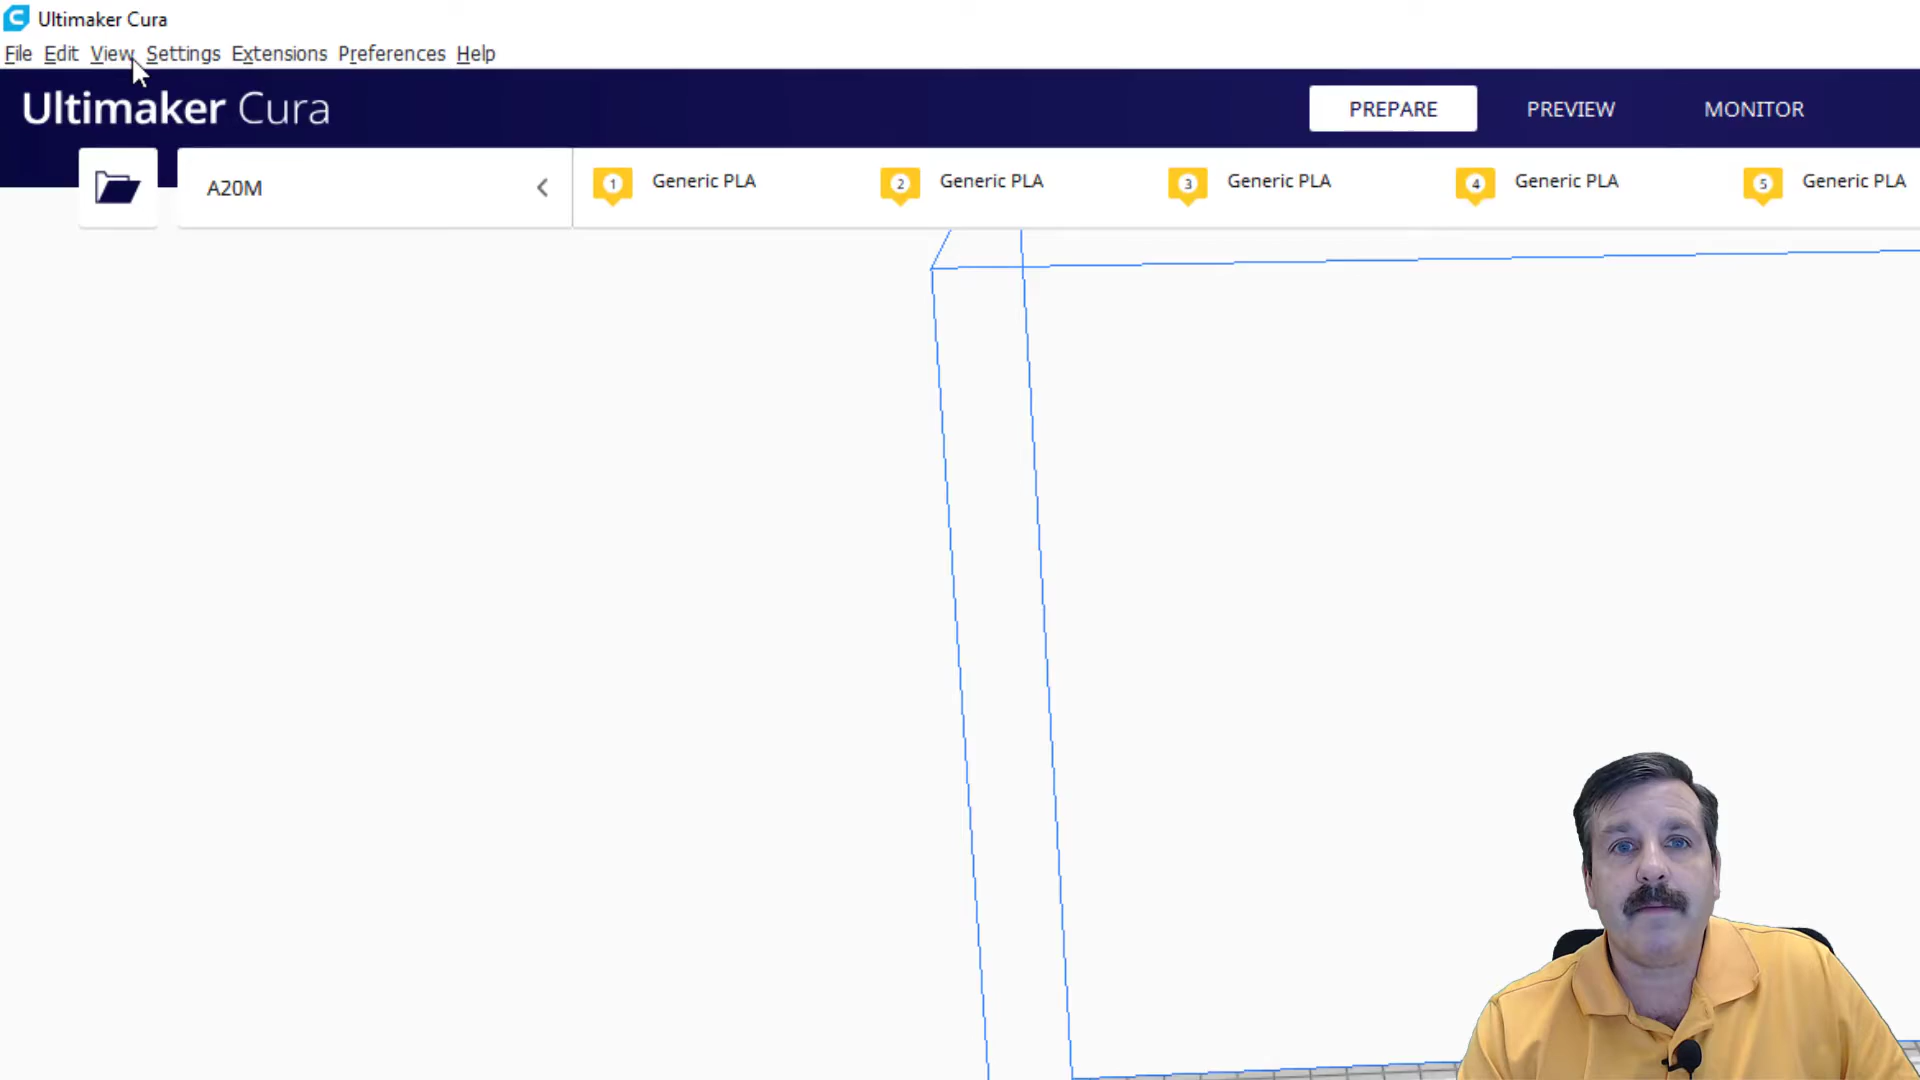 Ultimaker Cura
File Edit View Settings Extensions Preferences Help
Ultimaker Cura
PREPARE PREVIEW MONITOR
A20M
1 Generic PLA 2 Generic PLA 3 Generic PLA 4 Generic PLA 5 Generic PLA